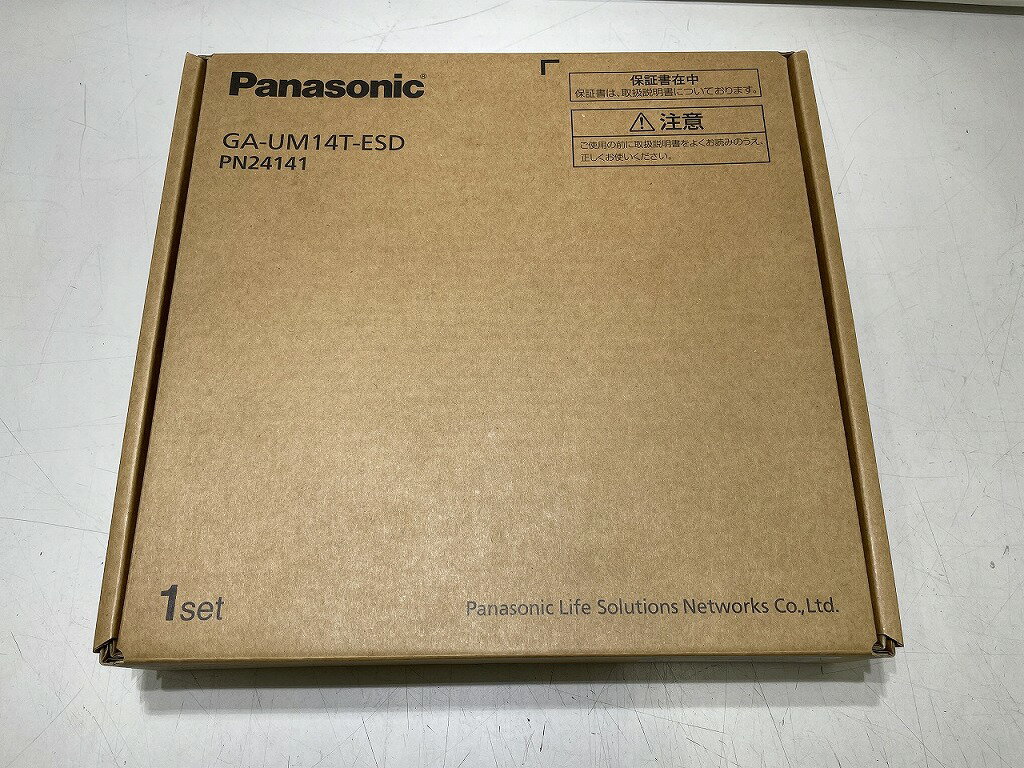 Panasonic®
GA-UM14T-ESD
PN24141
保証書在中
保証書は、取扱説明書についております。
⚠注意
ご使用の前に取扱説明書をよくお読みのうえ、
正しくお使いください。
1set
Panasonic Life Solutions Networks Co.,Ltd.